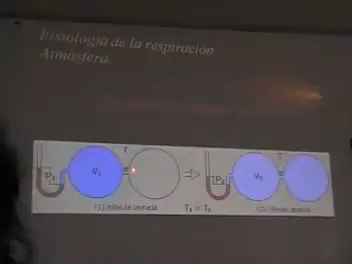 Fisiología de la respiración
Atmósfera.
T
P₁
V₁
T
P₂
V₂
(1) válvula cerrada
T₁ = T₂
(2) válvula abierta